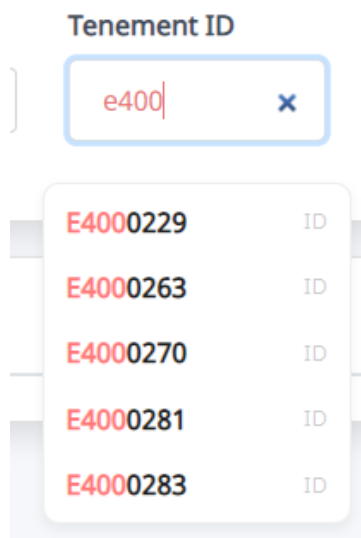 Tenement ID
e400
E4000229 ID
E4000263 ID
E4000270 ID
E4000281 ID
E4000283 ID